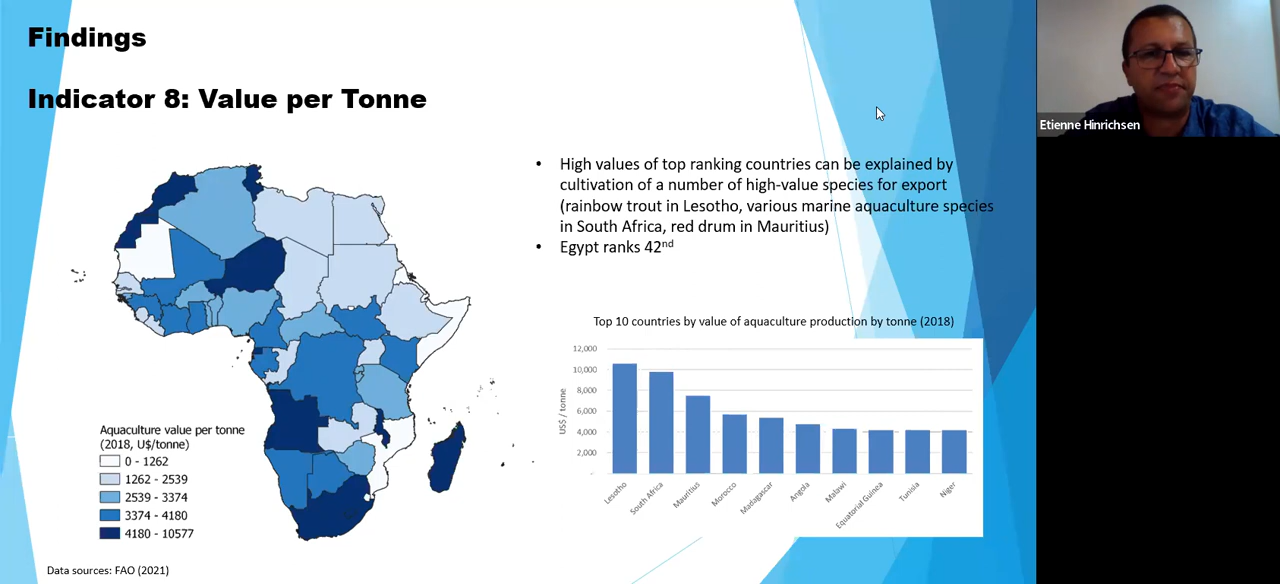 Findings
Indicator 8: Value per Tonne
Etienne Hinrichsen
• High values of top ranking countries can be explained by
cultivation of a number of high-value species for export
(rainbow trout in Lesotho, various marine aquaculture species
in South Africa, red drum in Mauritius)
• Egypt ranks 42nd
Top 10 countries by value of aquaculture production by tonne (2018)
US$ / tonne
12,000
10,000
8,000
6,000
4,000
2,000
-
Lesotho
South Africa
Mauritius
Morocco
Madagascar
Angola
Malawi
Equatorial Guinea
Tunisia
Niger
Aquaculture value per tonne
(2018, U$/tonne)
0 - 1262
1262 - 2539
2539 - 3374
3374 - 4180
4180 - 10577
Data sources: FAO (2021)